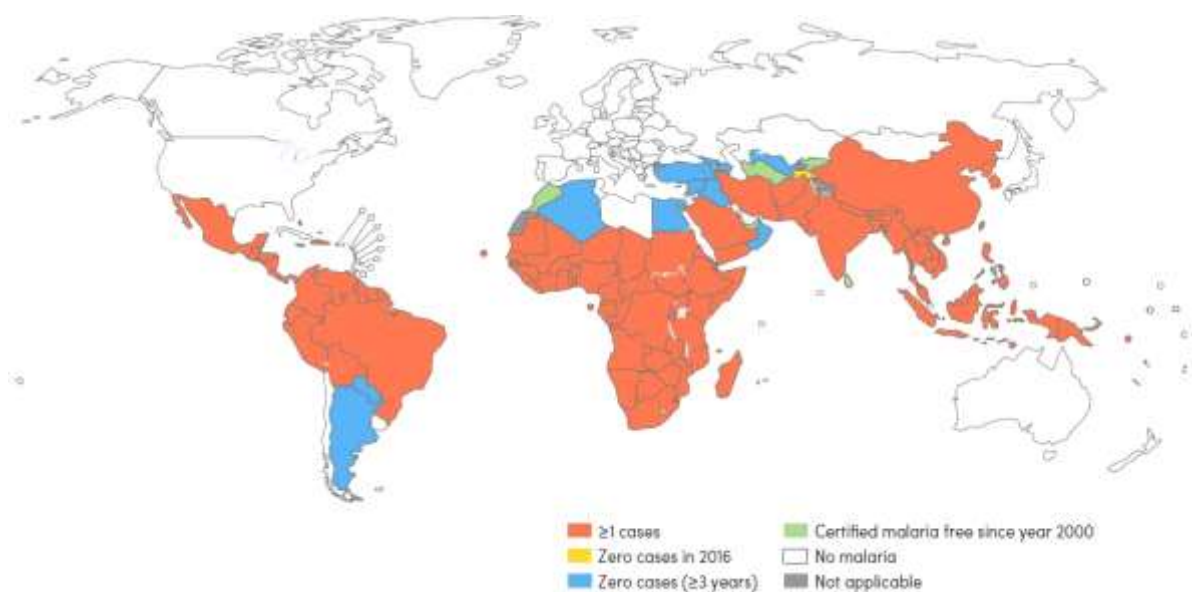 ≥1 cases
Zero cases in 2016
Zero cases (≥3 years)
Certified malaria free since year 2000
No malaria
Not applicable